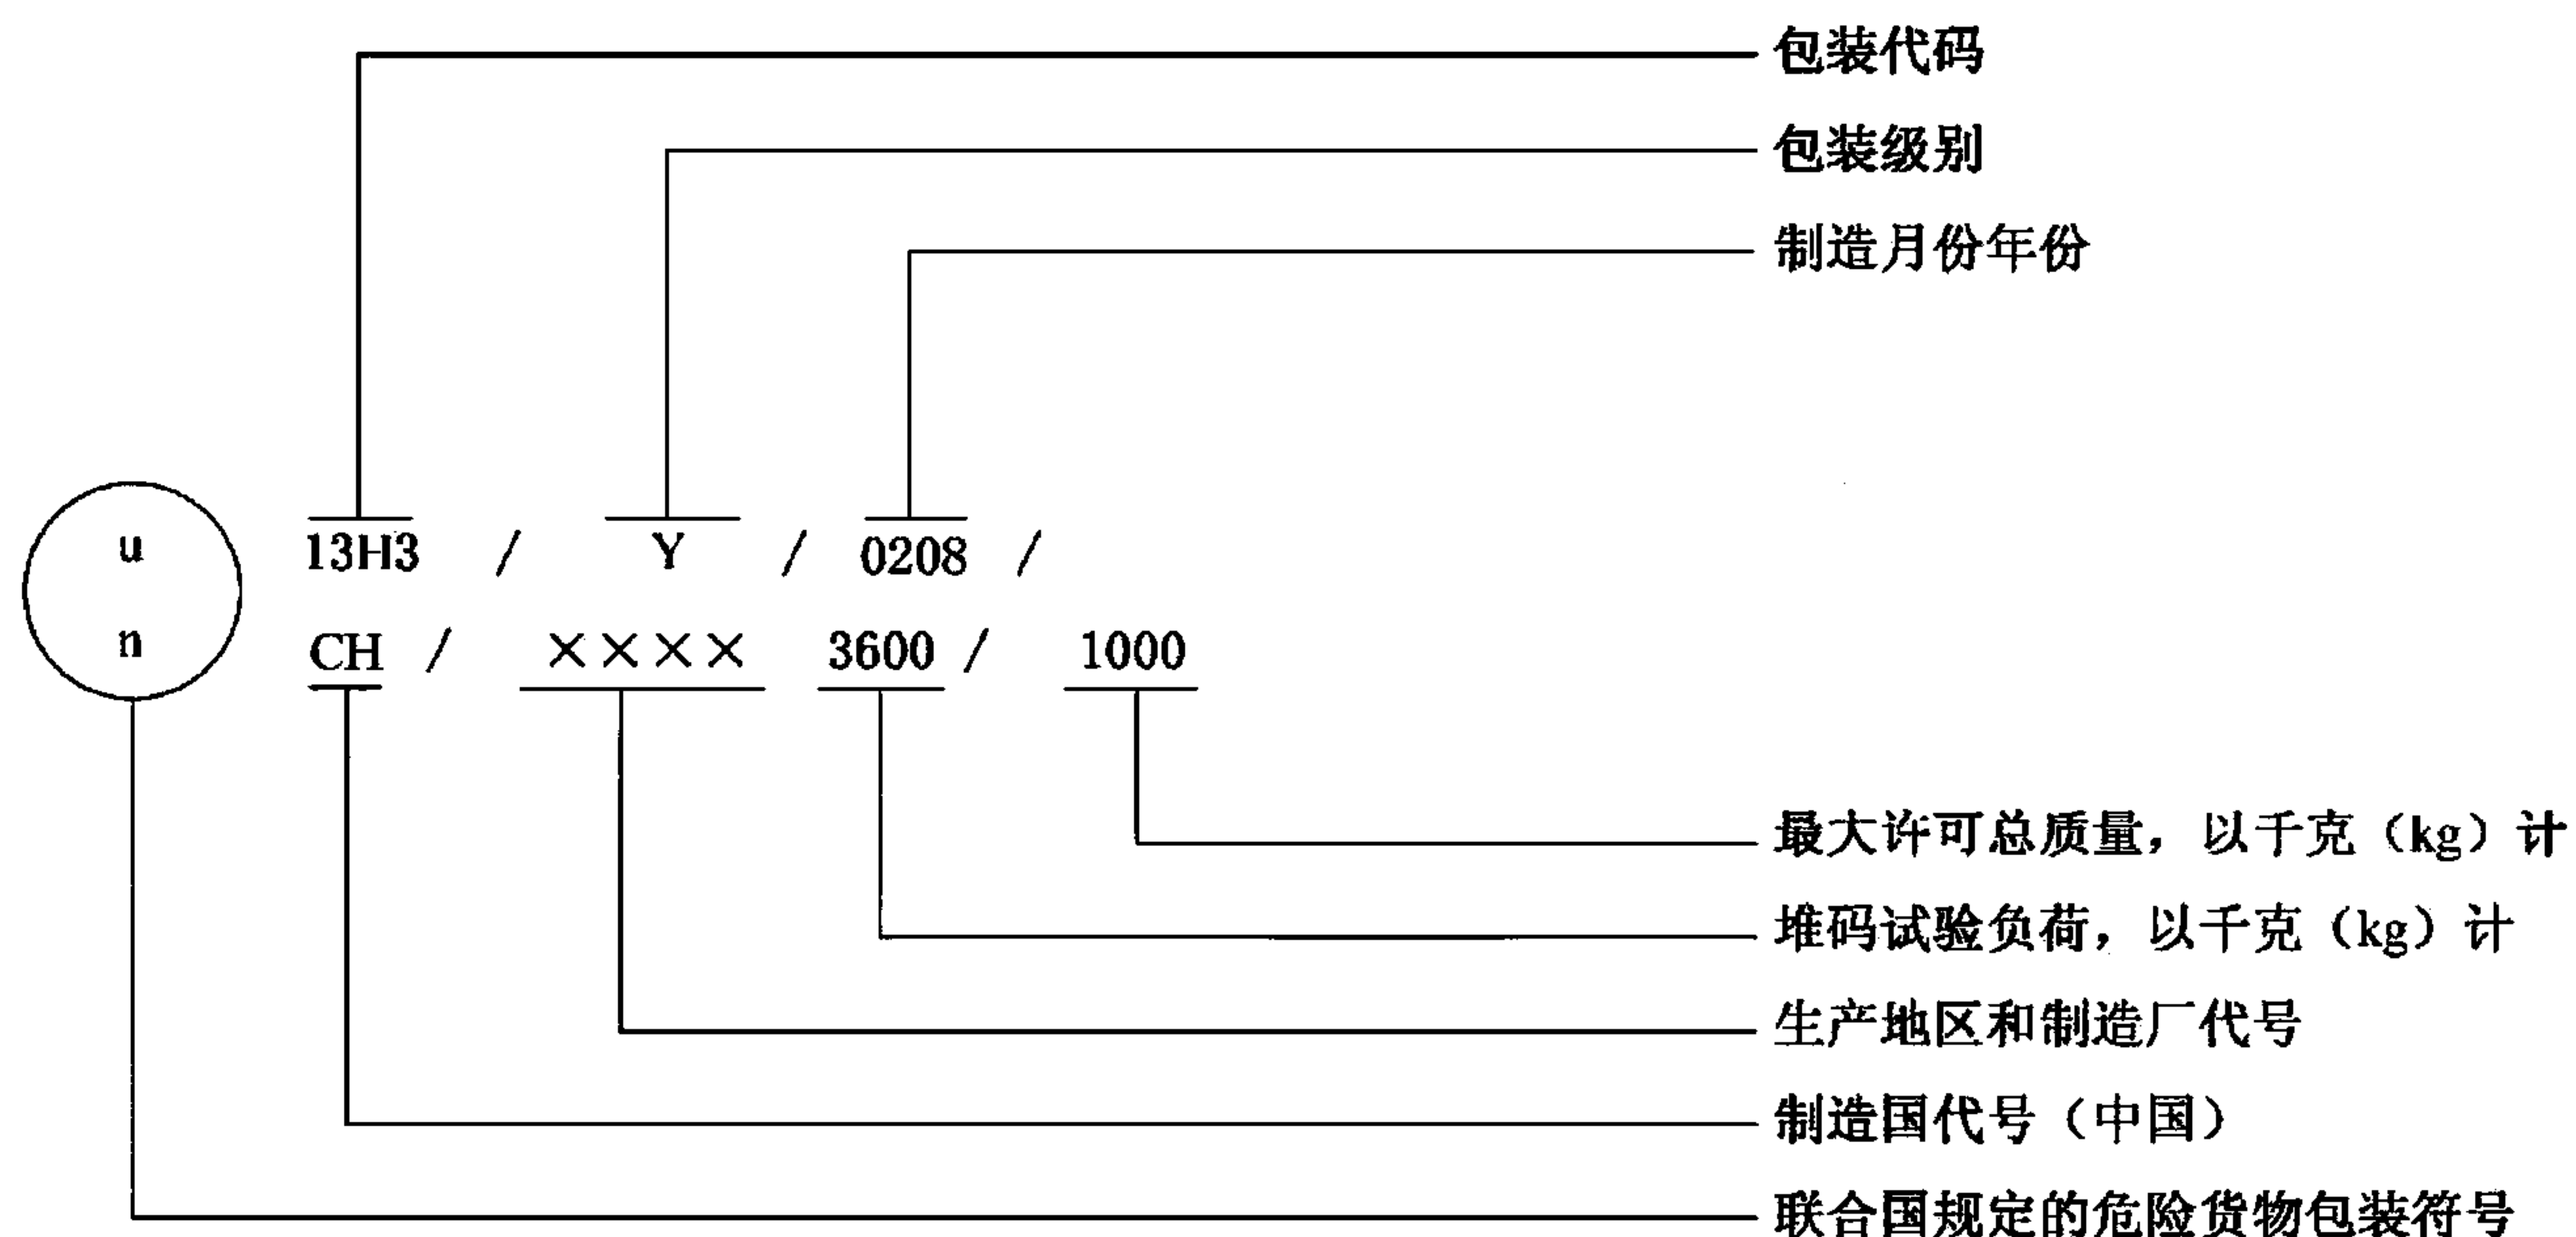 包装代码
包装级别
制造月份年份
u
n
13H3 / Y / 0208 /
CH / ×××× 3600 / 1000
最大许可总质量，以千克（kg）计
堆码试验负荷，以千克（kg）计
生产地区和制造厂代号
制造国代号（中国）
联合国规定的危险货物包装符号